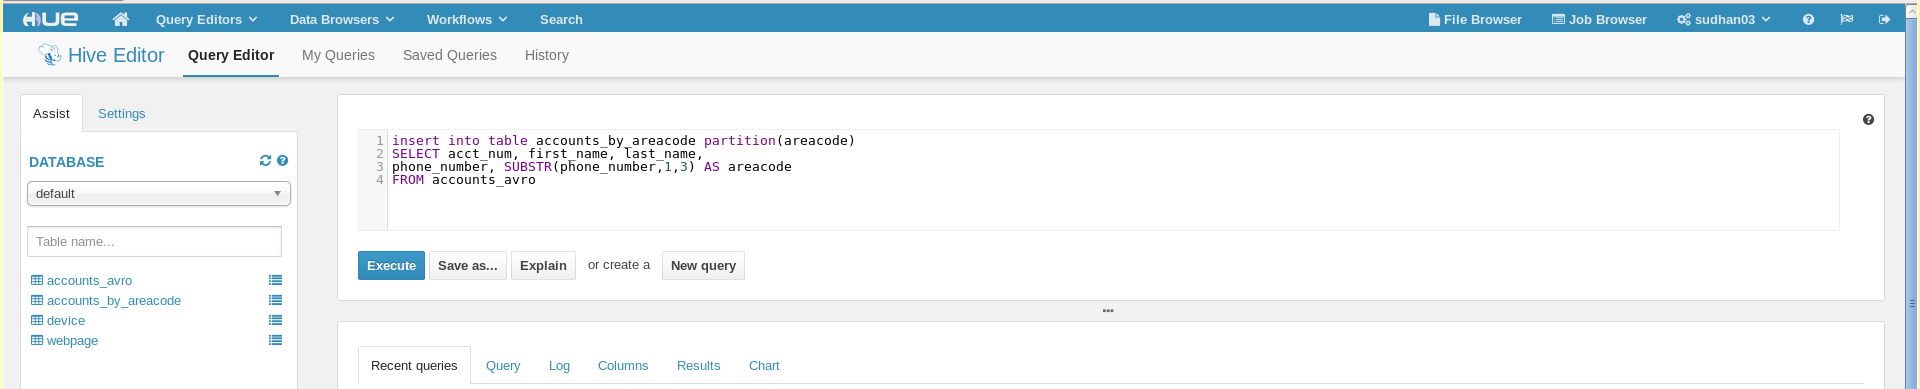 HUE Query Editors Data Browsers Workflows Search File Browser Job Browser sudhan03
Hive Editor Query Editor My Queries Saved Queries History
Assist Settings
DATABASE
default
Table name...
accounts_avro
accounts_by_areacode
device
webpage
1 insert into table accounts_by_areacode partition(areacode)
2 SELECT acct_num, first_name, last_name,
3 phone_number, SUBSTR(phone_number,1,3) AS areacode
4 FROM accounts_avro
Execute Save as... Explain or create a New query
Recent queries Query Log Columns Results Chart